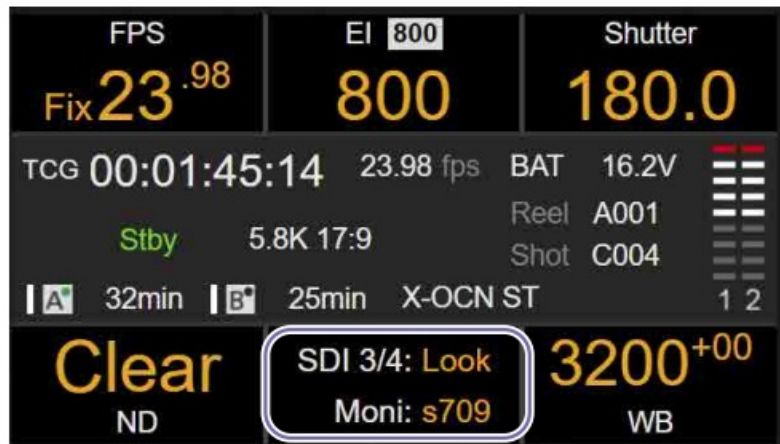 FPS
Fix 23 .98
EI 800
800
Shutter
180.0
TCG 00:01:45:14 23.98 fps BAT 16.2V
Reel A001
Stby 5.8K 17:9
Shot C004
A 32min B 25min X-OCN ST 1 2
Clear
ND
SDI 3/4: Look
Moni: s709
3200+00
WB